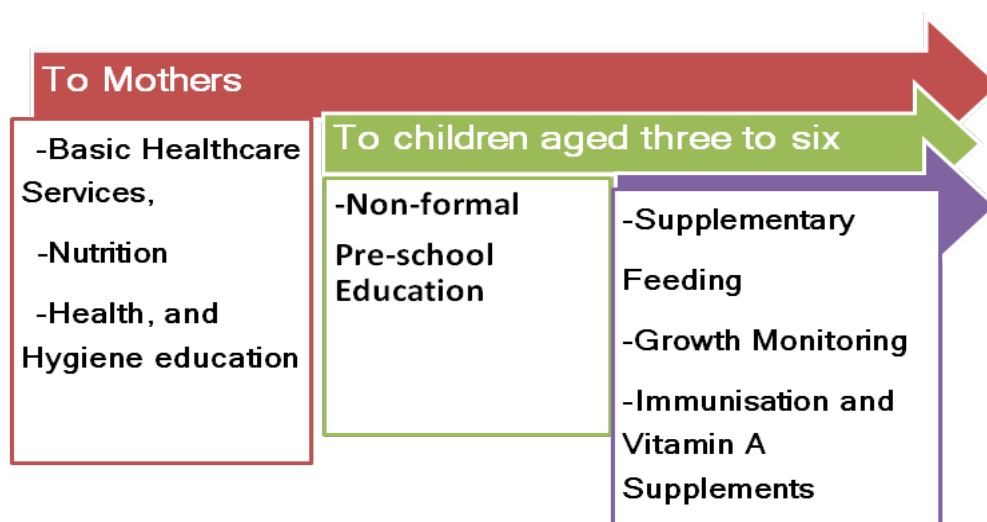 To Mothers
-Basic Healthcare
Services,
-Nutrition
-Health, and
Hygiene education
To children aged three to six
-Non-formal
Pre-school
Education
-Supplementary
Feeding
-Growth Monitoring
-Immunisation and
Vitamin A
Supplements